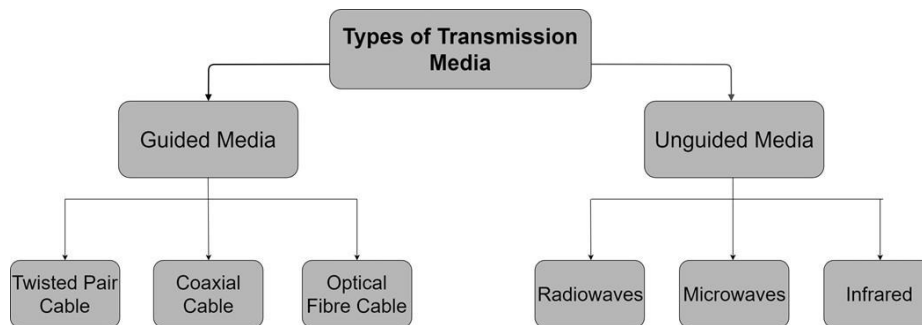 Types of Transmission
Media
Guided Media
Unguided Media
Twisted Pair
Cable
Coaxial
Cable
Optical
Fibre Cable
Radiowaves
Microwaves
Infrared